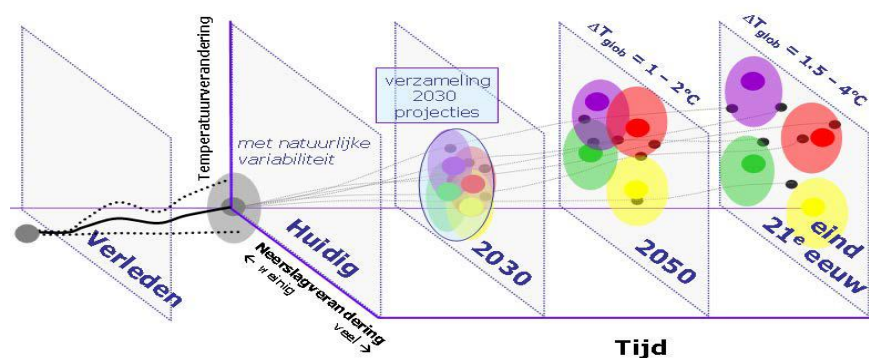 Temperatuurverandering
ΔT glob = 1 – 2°C
ΔT glob = 1.5 – 4°C
verzameling
2030
projecties
met natuurlijke
variabiliteit
Verleden
Huidig
2030
2050
eind
21e eeuw
Neerslagverandering
← weinig
veel →
Tijd